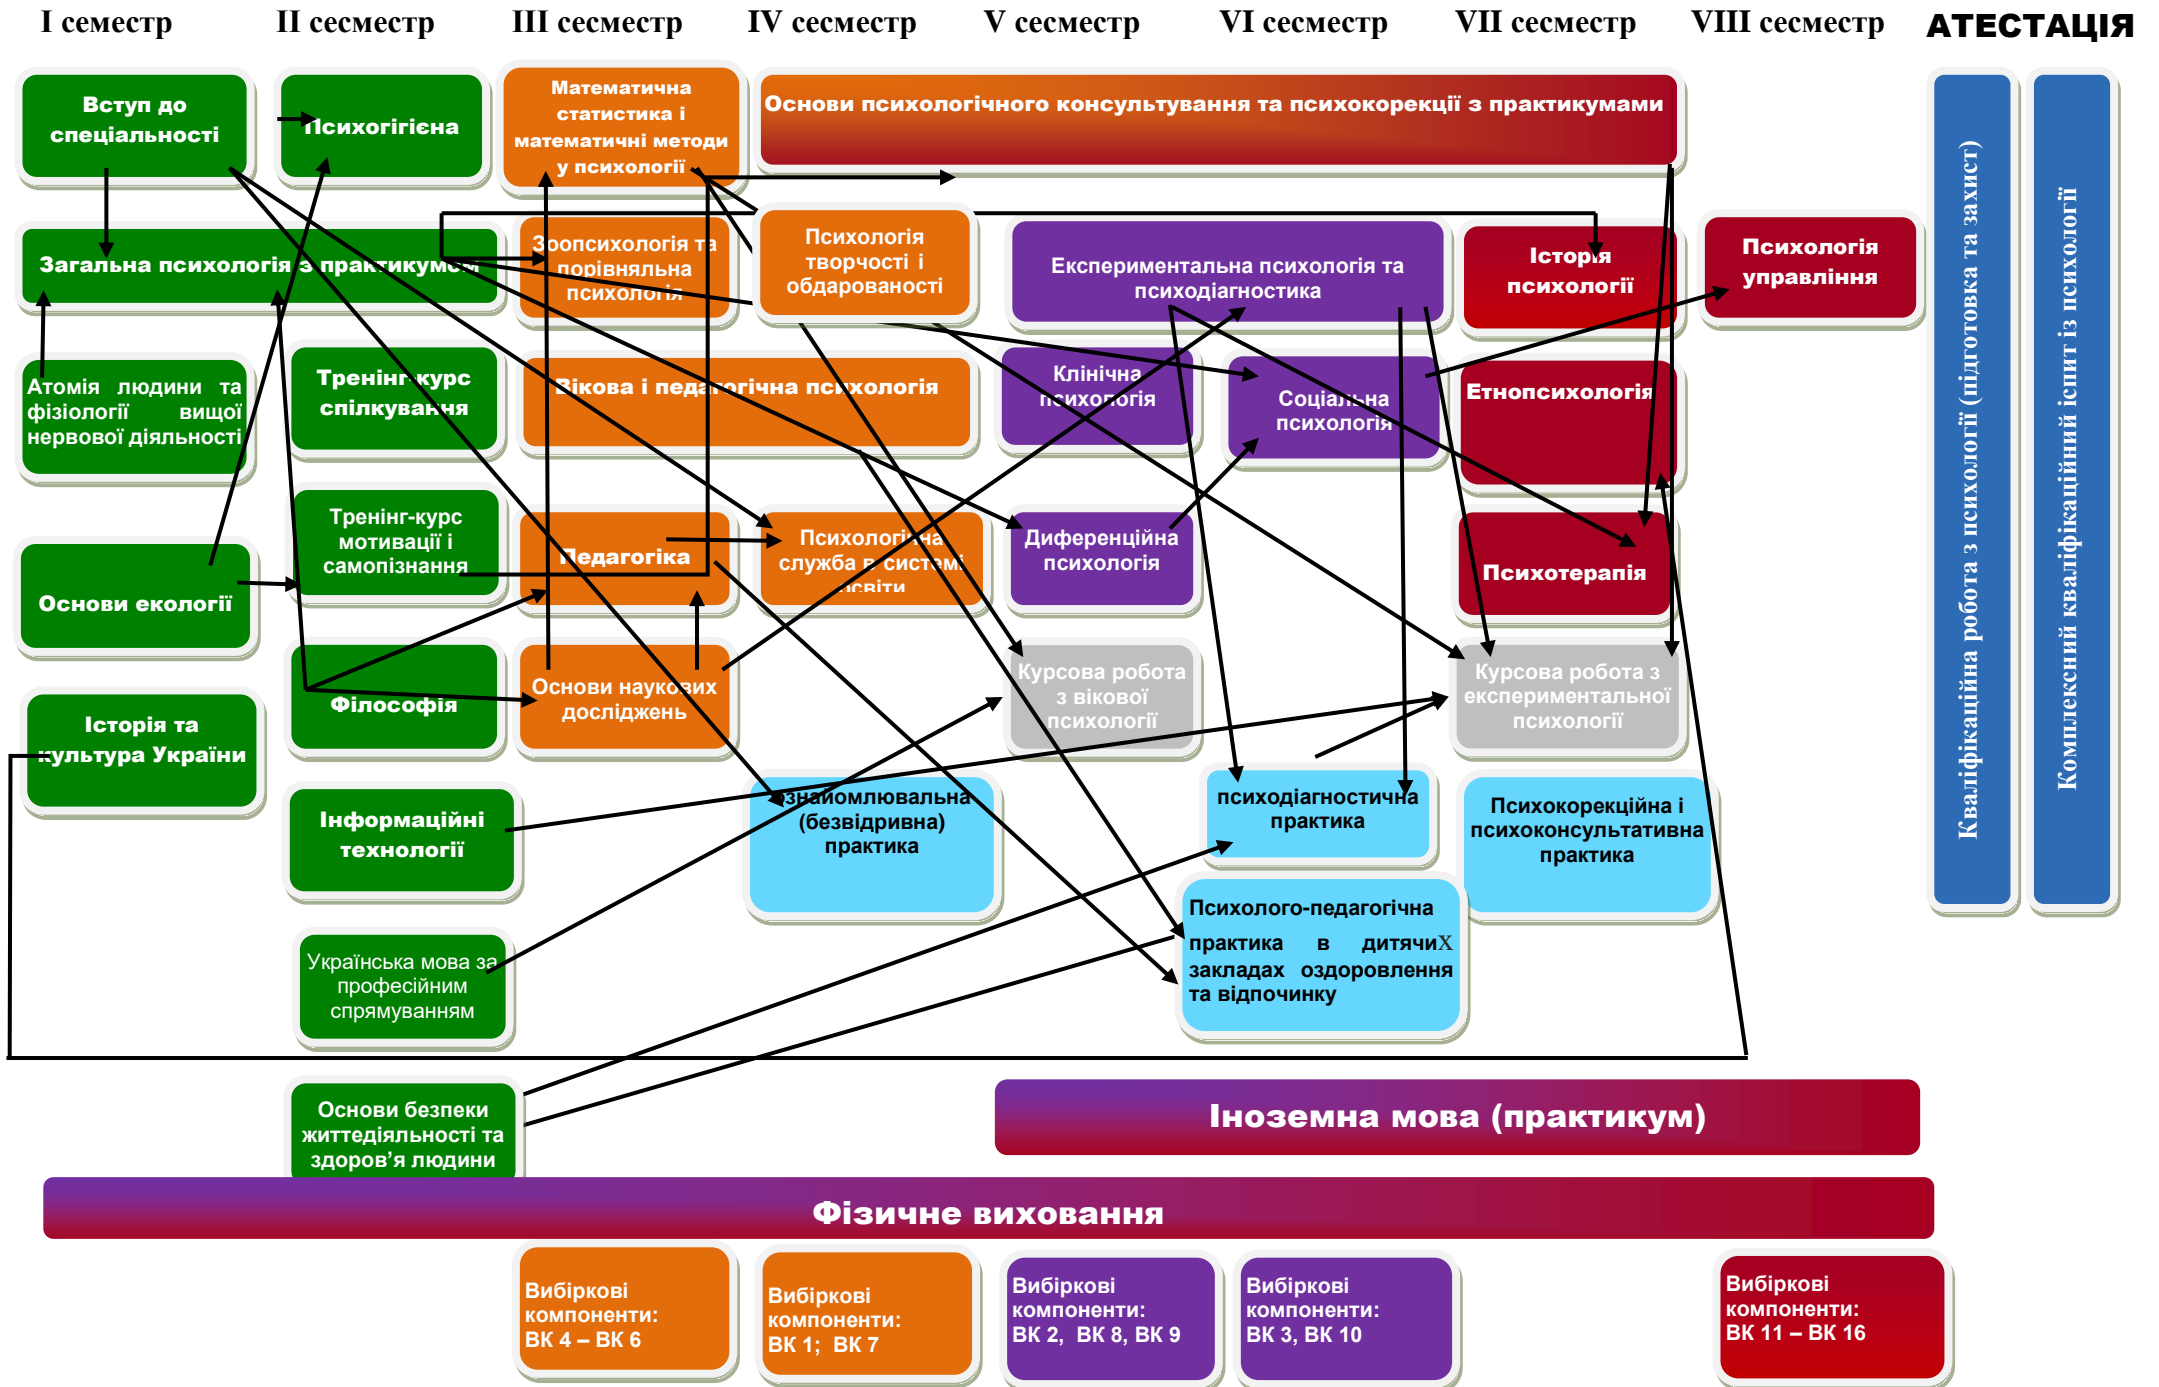 І семестр
ІІ сесместр
ІІІ сесместр
IV сесместр
V сесместр
VI сесместр
VII сесместр
VIII сесместр
АТЕСТАЦІЯ
Вступ до
спеціальності
Психогігієна
Математична
статистика і
математичні методи
у психології
Основи психологічного консультування та психокорекції з практикумами
Загальна психологія з практикумом
Зоопсихологія та
порівняльна
психологія
Психологія
творчості і
обдарованості
Експериментальна психологія та
психодіагностика
Історія
психології
Психологія
управління
Атомія людини та
фізіології вищої
нервової діяльності
Тренінг-курс
спілкування
Вікова і педагогічна психологія
Клінічна
психологія
Соціальна
психологія
Етнопсихологія
Основи екології
Тренінг-курс
мотивації і
самопізнання
Педагогіка
Психологічна
служба в системі
освіти
Диференційна
психологія
Психотерапія
Історія та
культура України
Філософія
Основи наукових
досліджень
Курсова робота
з вікової
психології
Курсова робота з
експериментальної
психології
Інформаційні
технології
ознайомлювальна
(безвідривна)
практика
психодіагностична
практика
Психокорекційна і
психоконсультативна
практика
Українська мова за
професійним
спрямуванням
Психолого-педагогічна
практика в дитячих
закладах оздоровлення
та відпочинку
Кваліфікаційна робота з психології (підготовка та захист)
Комплексний кваліфікаційний іспит із психології
Основи безпеки
життедіяльності та
здоров’я людини
Іноземна мова (практикум)
Фізичне виховання
Вибіркові
компоненти:
ВК 4 – ВК 6
Вибіркові
компоненти:
ВК 1; ВК 7
Вибіркові
компоненти:
ВК 2, ВК 8, ВК 9
Вибіркові
компоненти:
ВК 3, ВК 10
Вибіркові
компоненти:
ВК 11 – ВК 16